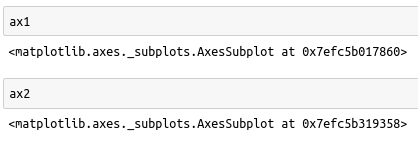 ax1
<matplotlib.axes._subplots.AxesSubplot at 0x7efc5b017860>
ax2
<matplotlib.axes._subplots.AxesSubplot at 0x7efc5b319358>